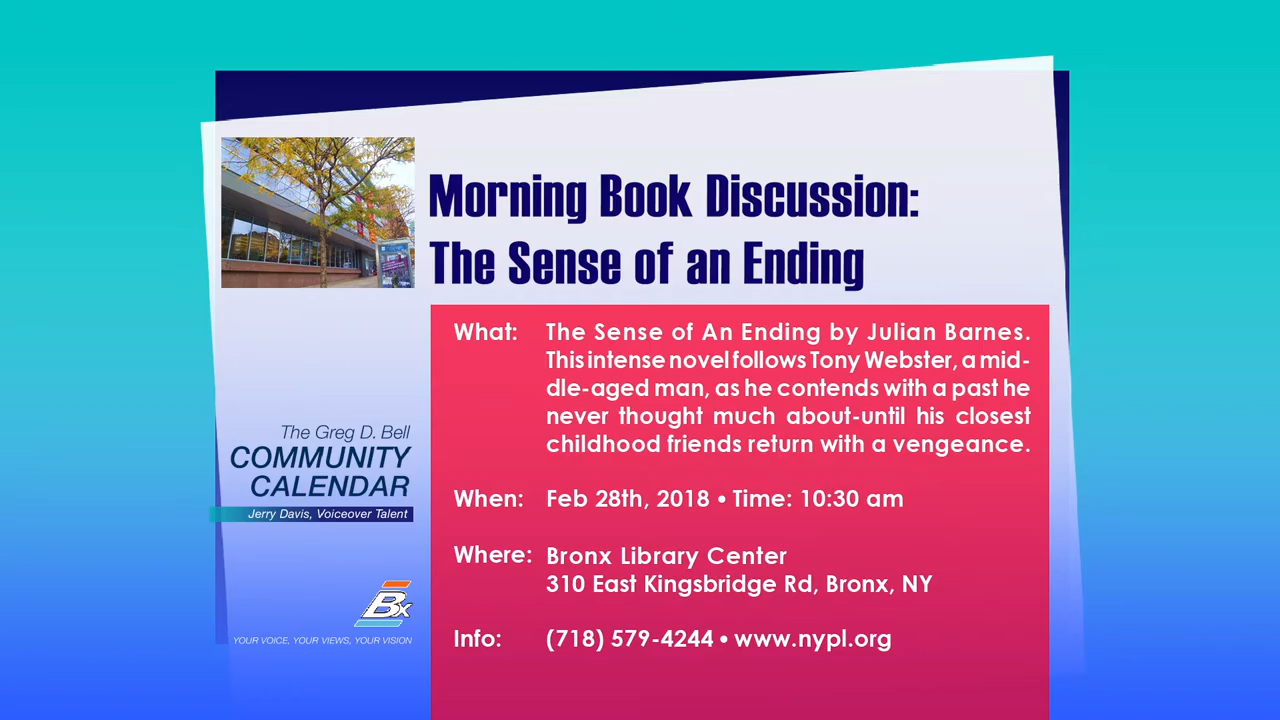 Morning Book Discussion:
The Sense of an Ending
What: The Sense of An Ending by Julian Barnes.
This intense novel follows Tony Webster, a mid-
dle-aged man, as he contends with a past he
never thought much about-until his closest
childhood friends return with a vengeance.
When: Feb 28th, 2018 • Time: 10:30 am
Where: Bronx Library Center
310 East Kingsbridge Rd, Bronx, NY
Info: (718) 579-4244 • www.nypl.org
The Greg D. Bell
COMMUNITY
CALENDAR
Jerry Davis, Voiceover Talent
Bx
YOUR VOICE, YOUR VIEWS, YOUR VISION